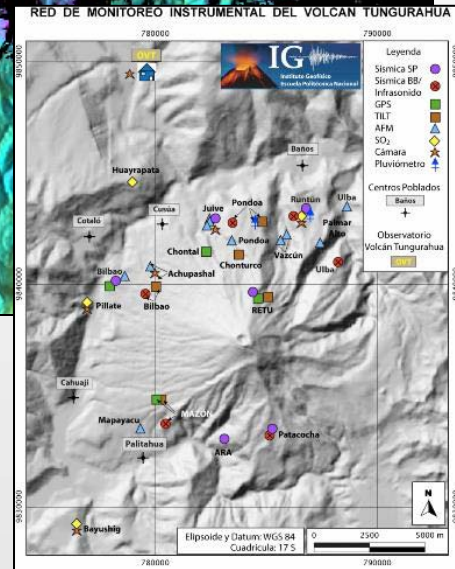 RED DE MONITOREO INSTRUMENTAL DEL VOLCAN TUNGURAHUA
780000
790000
9850000
OVT
IG
Instituto Geofísico
Escuela Politécnica Nacional
Leyenda
Sísmica SP
Sísmica BB/
Infrasonido
GPS
TILT
AFM
SO₂
Cámara
Pluviómetro
Centros Poblados
Baños
Observatorio
Volcán Tungurahua
OVT
Baños
Huayrapata
Cotaló
Cusúa
Juive
Pondoa
Runtún
Ulba
Palmar
Alto
Pondoa
Vazcún
Chontal
Chonturco
Ulba
Bilbao
Achupashal
9840000
Pillate
Bilbao
RETU
Cahuají
MAZON
Mapayacu
Palitahua
ARA
Patacocha
9830000
Bayushig
N
Elipsoide y Datum: WGS 84
Cuadrícula: 17 S
0 2500 5000 m
780000
790000